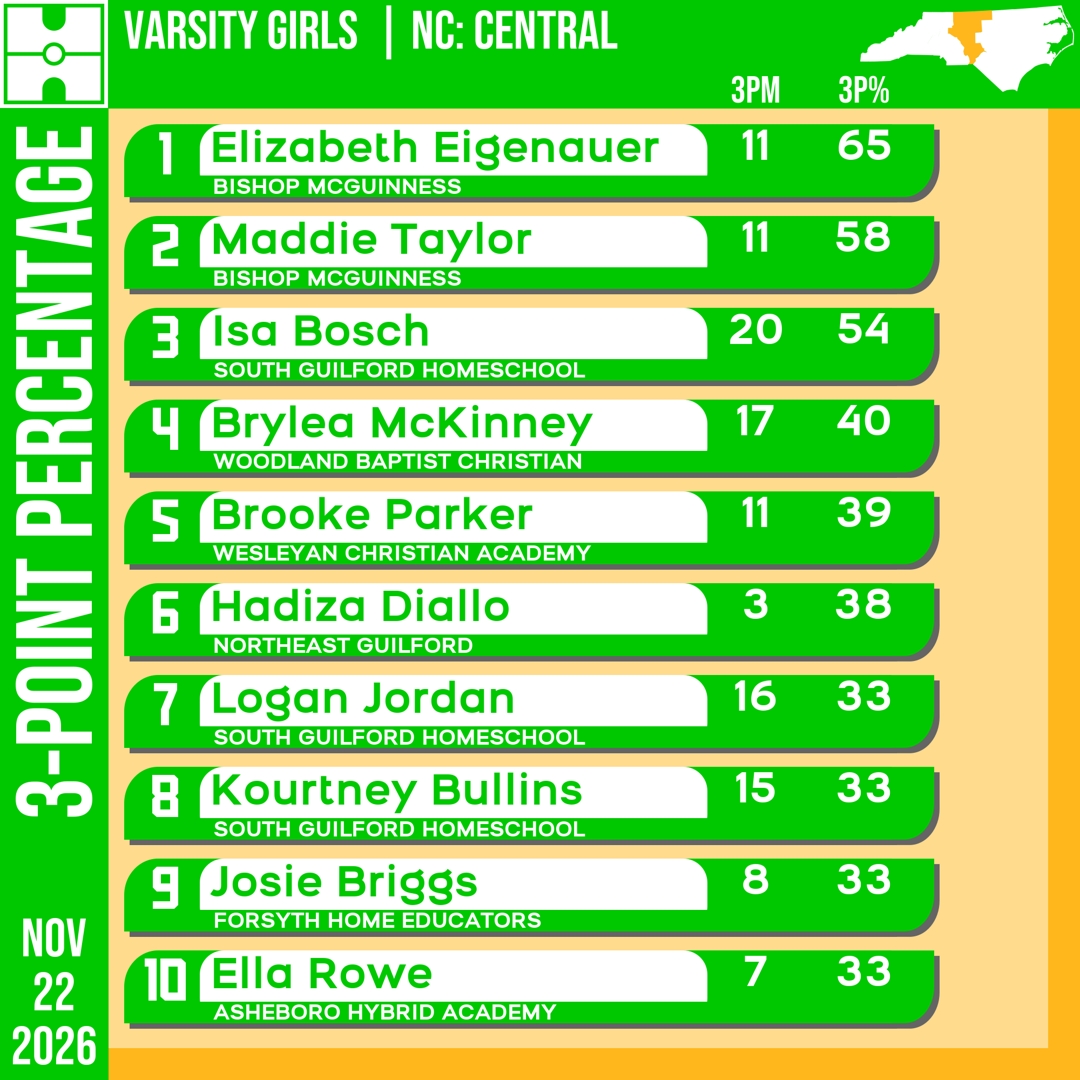 VARSITY GIRLS | NC: CENTRAL
3PM 3P%
3-POINT PERCENTAGE
1 Elizabeth Eigenauer 11 65
BISHOP MCGUINNESS
2 Maddie Taylor 11 58
BISHOP MCGUINNESS
3 Isa Bosch 20 54
SOUTH GUILFORD HOMESCHOOL
4 Brylea McKinney 17 40
WOODLAND BAPTIST CHRISTIAN
5 Brooke Parker 11 39
WESLEYAN CHRISTIAN ACADEMY
6 Hadiza Diallo 3 38
NORTHEAST GUILFORD
7 Logan Jordan 16 33
SOUTH GUILFORD HOMESCHOOL
8 Kourtney Bullins 15 33
SOUTH GUILFORD HOMESCHOOL
9 Josie Briggs 8 33
FORSYTH HOME EDUCATORS
10 Ella Rowe 7 33
ASHEBORO HYBRID ACADEMY
NOV
22
2026